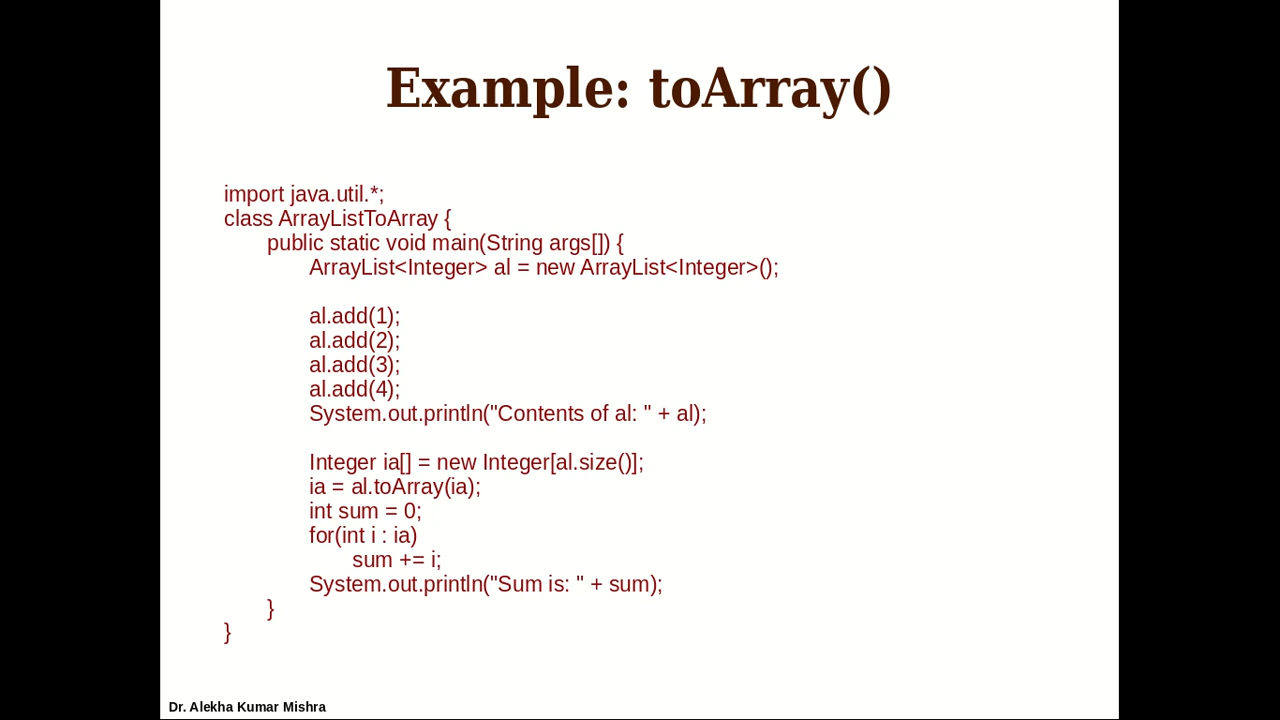 Example: toArray()
import java.util.*;
class ArrayListToArray {
public static void main(String args[]) {
ArrayList<Integer> al = new ArrayList<Integer>();
al.add(1);
al.add(2);
al.add(3);
al.add(4);
System.out.println("Contents of al: " + al);
Integer ia[] = new Integer[al.size()];
ia = al.toArray(ia);
int sum = 0;
for(int i : ia)
sum += i;
System.out.println("Sum is: " + sum);
}
}
Dr. Alekha Kumar Mishra